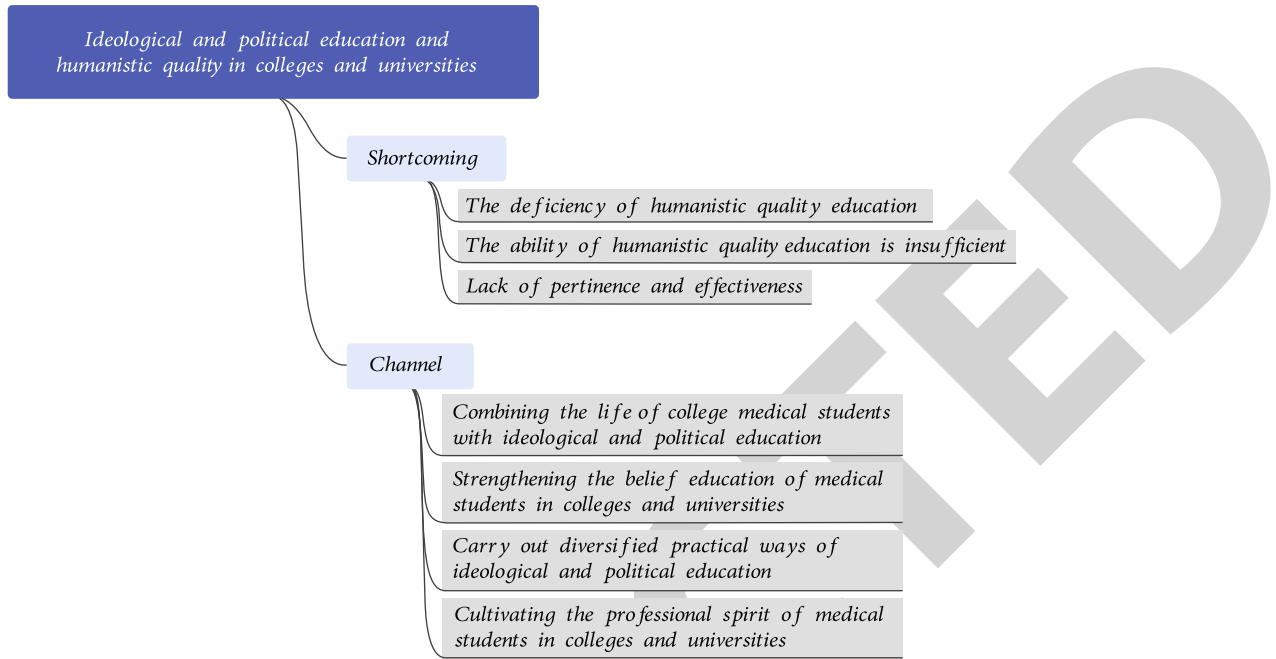 Ideological and political education and
humanistic quality in colleges and universities
Shortcoming
The deficiency of humanistic quality education
The ability of humanistic quality education is insufficient
Lack of pertinence and effectiveness
Channel
Combining the life of college medical students
with ideological and political education
Strengthening the belief education of medical
students in colleges and universities
Carry out diversified practical ways of
ideological and political education
Cultivating the professional spirit of medical
students in colleges and universities
TED